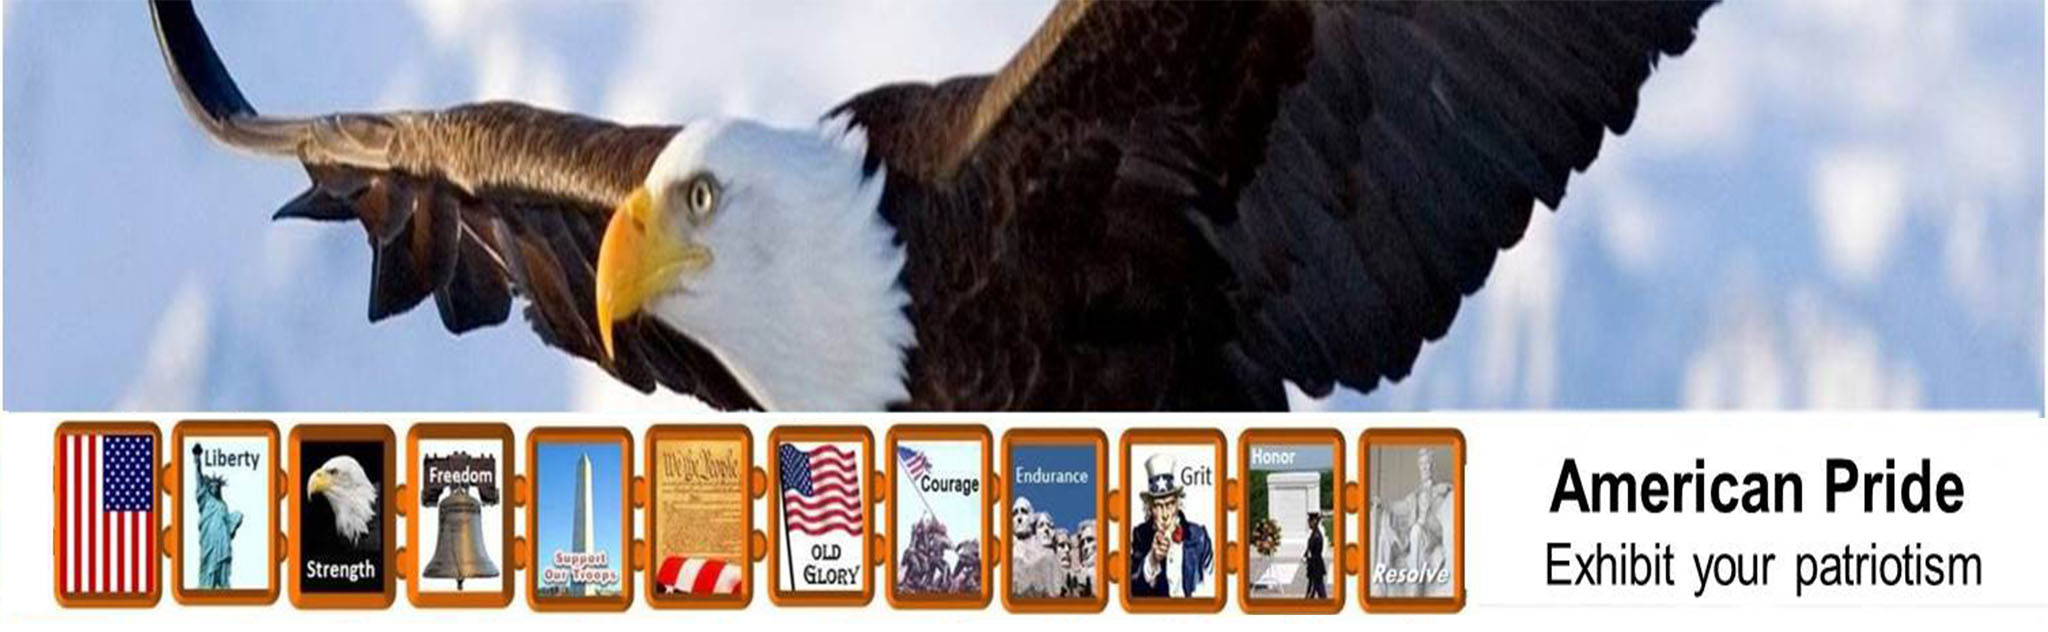 Liberty
Strength
Freedom
Support
Our Troops
We the People
OLD
GLORY
Courage
Endurance
Grit
Honor
Resolve
American Pride
Exhibit your patriotism